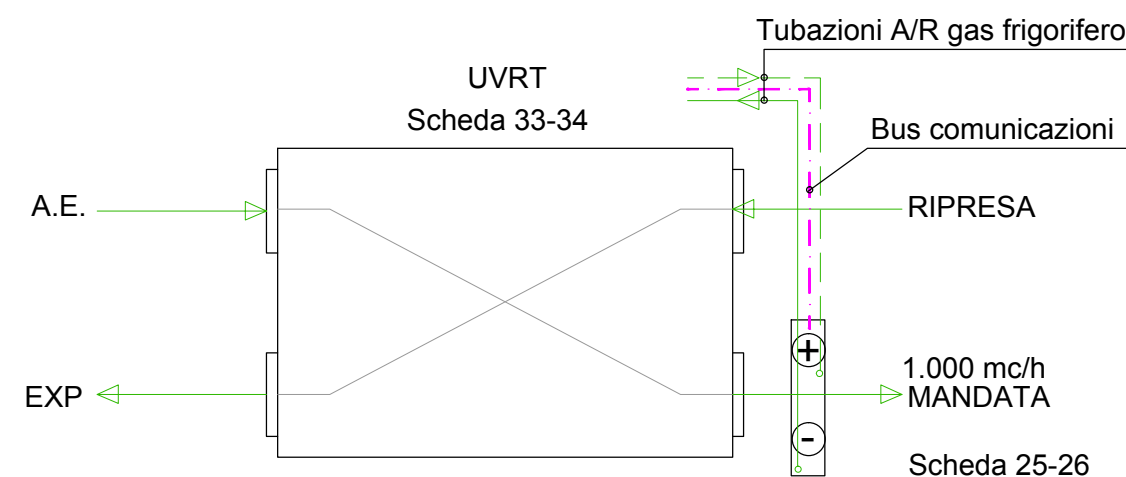 Tubazioni A/R gas frigorifero
UVRT
Scheda 33-34
Bus comunicazioni
A.E.
RIPRESA
+
1.000 mc/h
EXP
MANDATA
-
Scheda 25-26